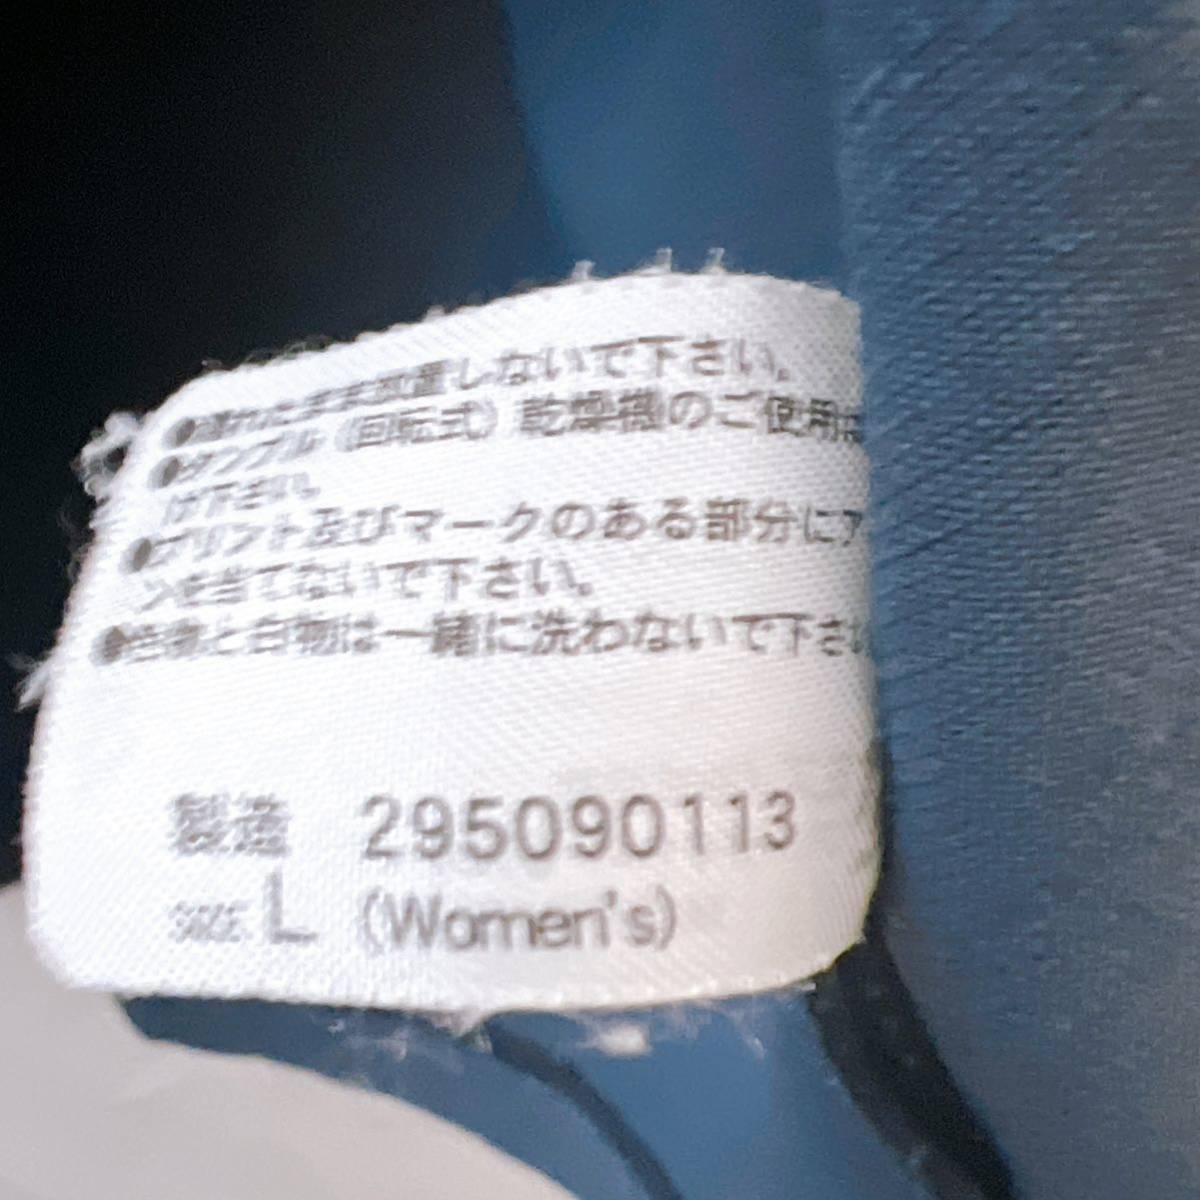 ●濡れたまま放置しないで下さい。
●タンブル（回転式）乾燥機のご使用は
け下さい。
●プリント及びマークのある部分にア
ンを当てないで下さい。
●色物と白物は一緒に洗わないで下さい
製造 295090113
SIZE L (Women's)